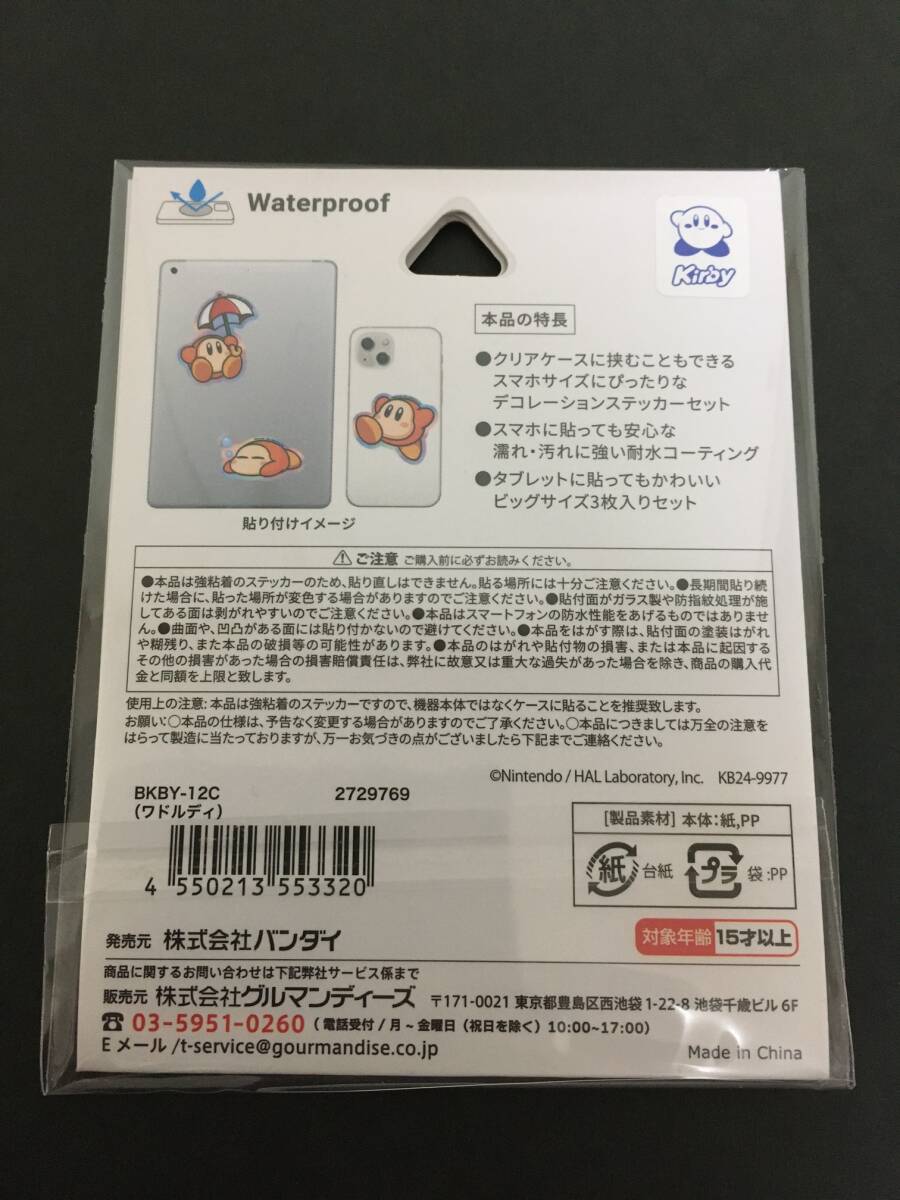 Waterproof
Kirby
本品の特長
●クリアケースに挟むこともできる
スマホサイズにぴったりな
デコレーションステッカーセット
●スマホに貼っても安心な
濡れ・汚れに強い耐水コーティング
●タブレットに貼ってもかわいい
ビッグサイズ3枚入りセット
貼り付けイメージ
ご注意 ご購入前に必ずお読みください。
●本品は強粘着のステッカーのため、貼り直しはできません。貼る場所には十分ご注意ください。●長期間貼り続
けた場合に、貼った場所が変色する場合がありますのでご注意ください。●貼付面がガラス製や防指紋処理が施
してある面は剥がれやすいのでご注意ください。●本品はスマートフォンの防水性能をあげるものではありませ
ん。●曲面や、凹凸がある面には貼り付かないので避けてください。●本品をはがす際は、貼付面の塗装はがれ
や糊残り、また本品の破損等の可能性があります。●本品のはがれや貼付物の損害、または本品に起因する
その他の損害があった場合の損害賠償責任は、弊社に故意又は重大な過失があった場合を除き、商品の購入代
金と同額を上限と致します。
使用上の注意：本品は強粘着のステッカーですので、機器本体ではなくケースに貼ることを推奨致します。
お願い：○本品の仕様は、予告なく変更する場合がありますのでご了承ください。○本品につきましては万全の注意を
はらって製造に当たっておりますが、万一お気づきの点がございましたら下記までご連絡ください。
©Nintendo / HAL Laboratory, Inc. KB24-9977
BKBY-12C 2729769
(ワドルディ)
4 550213 553320
[製品素材] 本体：紙,PP
紙 台紙 プラ 袋：PP
発売元 株式会社バンダイ
対象年齢 15才以上
商品に関するお問い合わせは下記弊社サービス係まで
販売元 株式会社グルマンディーズ 〒171-0021 東京都豊島区西池袋1-22-8 池袋千歳ビル 6F
☎ 03-5951-0260 ( 電話受付 / 月 ~ 金曜日 (祝日を除く) 10:00~17:00)
E メール /t-service@gourmandise.co.jp
Made in China